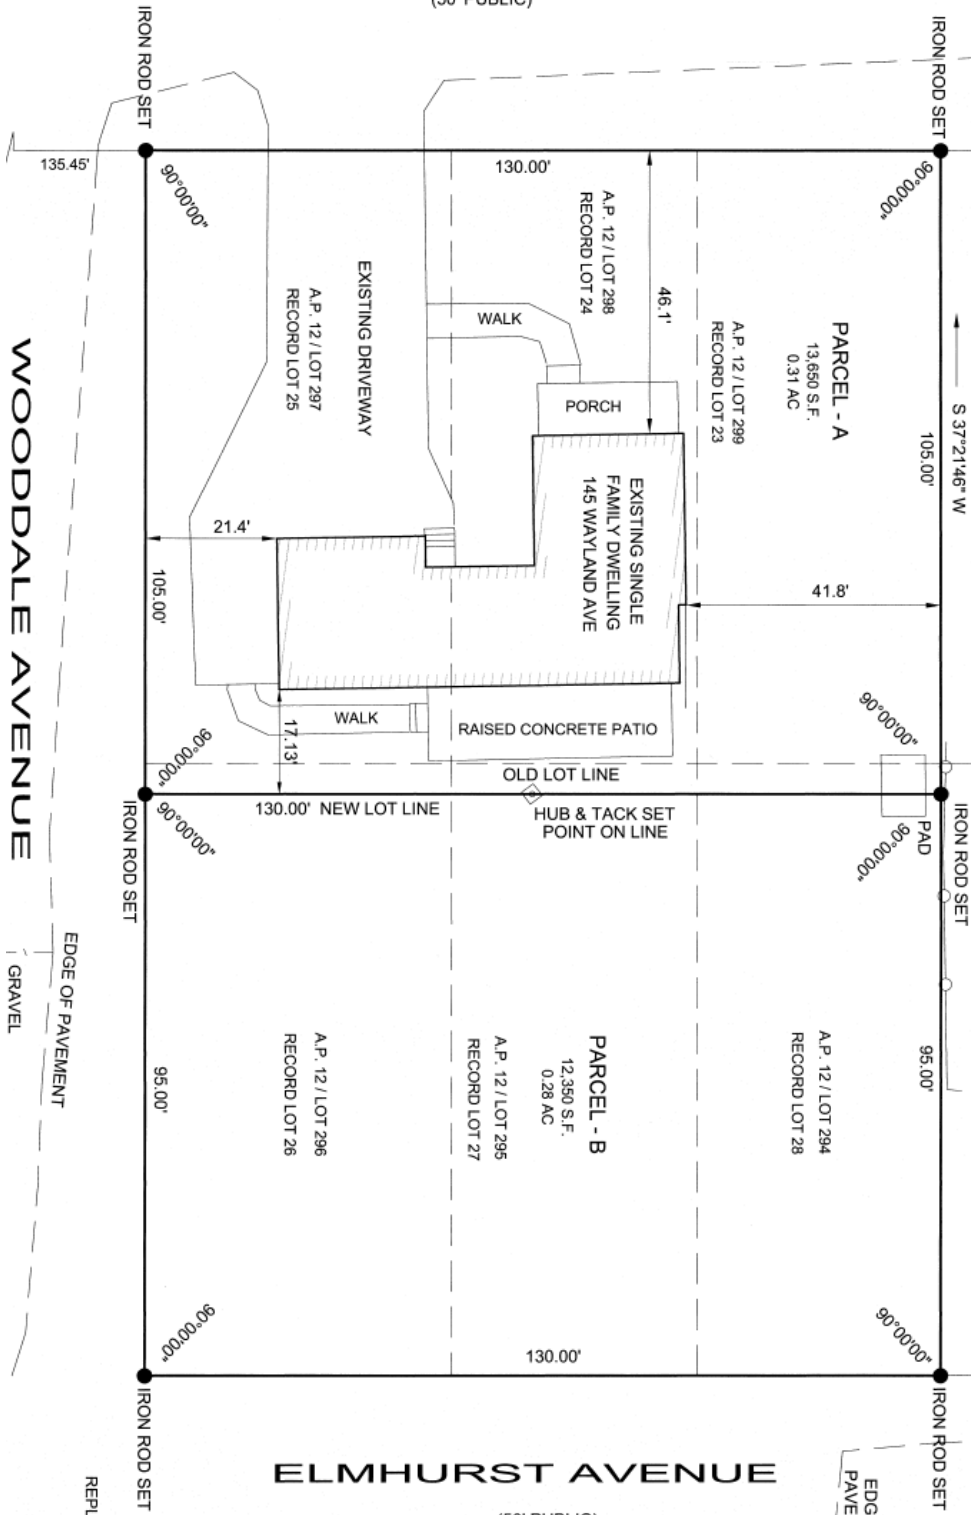 (50' PUBLIC)
IRON ROD SET
IRON ROD SET
135.45'
130.00'
90°00'00"
90°00'00"
A.P. 12 / LOT 298
RECORD LOT 24
46.1'
A.P. 12 / LOT 299
RECORD LOT 23
PARCEL - A
13,650 S.F.
0.31 AC
S 37°21'46" W
105.00'
EXISTING DRIVEWAY
A.P. 12 / LOT 297
RECORD LOT 25
WALK
PORCH
EXISTING SINGLE
FAMILY DWELLING
145 WAYLAND AVE
21.4'
41.8'
105.00'
WOODDALE AVENUE
WALK
17.13'
RAISED CONCRETE PATIO
90°00'00"
90°00'00"
OLD LOT LINE
130.00' NEW LOT LINE
HUB & TACK SET
POINT ON LINE
90°00'00"
90°00'00"
PAD
IRON ROD SET
IRON ROD SET
EDGE OF PAVEMENT
GRAVEL
A.P. 12 / LOT 296
RECORD LOT 26
A.P. 12 / LOT 295
RECORD LOT 27
PARCEL - B
12,350 S.F.
0.28 AC
A.P. 12 / LOT 294
RECORD LOT 28
95.00'
95.00'
90°00'00"
90°00'00"
130.00'
IRON ROD SET
IRON ROD SET
ELMHURST AVENUE
REPL
EDG
PAVE